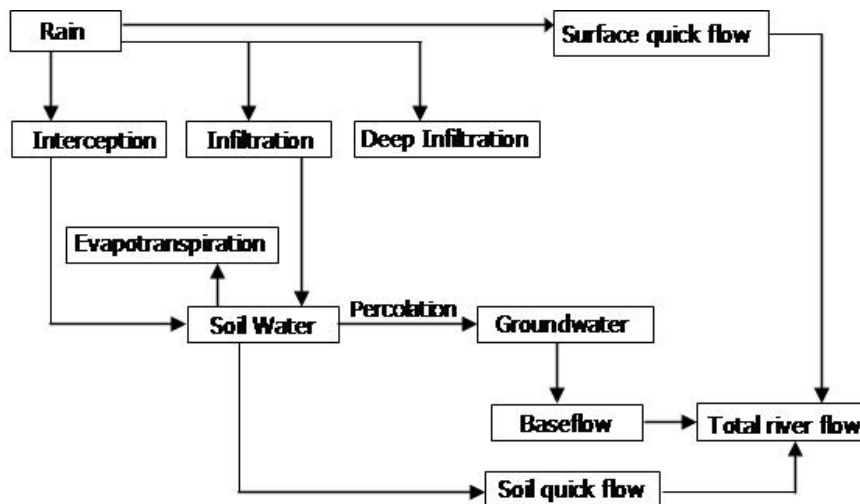 Rain
Surface quick flow
Interception
Infiltration
Deep Infiltration
Evapotranspiration
Soil Water
Percolation
Groundwater
Baseflow
Total river flow
Soil quick flow